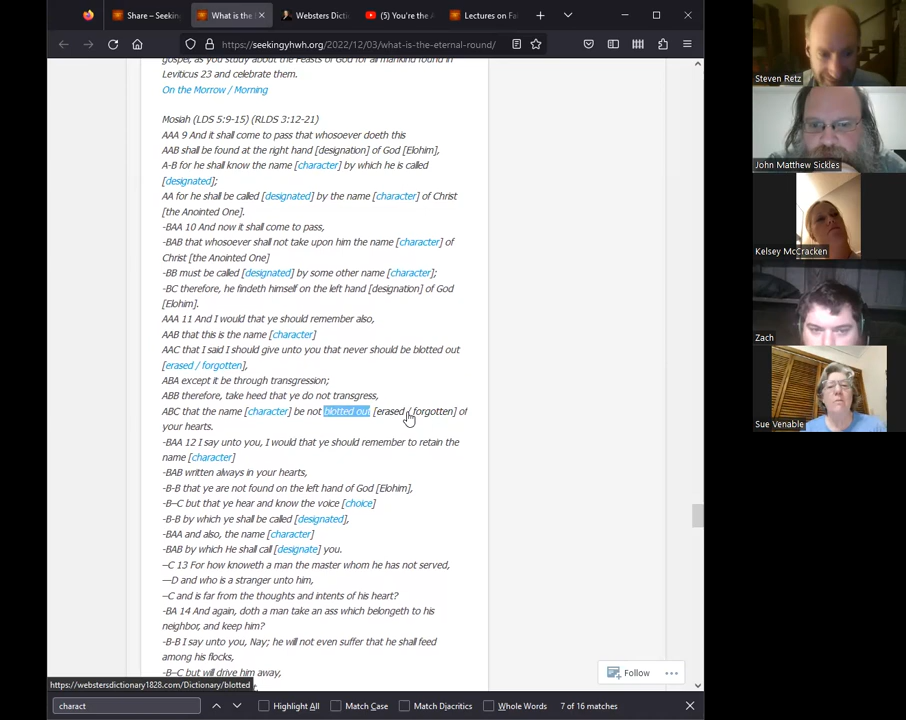 Share – Seeking
What is the
Websters Dicti
(5) You're the A
Lectures on Fa
https://seekingyhwh.org/2022/12/03/what-is-the-eternal-round/
gospel, as you study about the Feasts of God for all mankind found in
Leviticus 23 and celebrate them.
On the Morrow / Morning
Mosiah (LDS 5:9-15) (RLDS 3:12-21)
AAA 9 And it shall come to pass that whosoever doeth this
AAB shall be found at the right hand [designation] of God [Elohim],
A-B for he shall know the name [character] by which he is called
[designated];
AA for he shall be called [designated] by the name [character] of Christ
[the Anointed One].
-BAA 10 And now it shall come to pass,
-BAB that whosoever shall not take upon him the name [character] of
Christ [the Anointed One]
-BB must be called [designated] by some other name [character];
-BC therefore, he findeth himself on the left hand [designation] of God
[Elohim].
AAA 11 And I would that ye should remember also,
AAB that this is the name [character]
AAC that I said I should give unto you that never should be blotted out
[erased / forgotten],
ABA except it be through transgression;
ABB therefore, take heed that ye do not transgress,
ABC that the name [character] be not blotted out [erased / forgotten] of
your hearts.
-BAA 12 I say unto you, I would that ye should remember to retain the
name [character]
-BAB written always in your hearts,
-B-B that ye are not found on the left hand of God [Elohim],
-B–C but that ye hear and know the voice [choice]
-B-B by which ye shall be called [designated],
-BAA and also, the name [character]
-BAB by which He shall call [designate] you.
–C 13 For how knoweth a man the master whom he has not served,
—D and who is a stranger unto him,
–C and is far from the thoughts and intents of his heart?
-BA 14 And again, doth a man take an ass which belongeth to his
neighbor, and keep him?
-B-B I say unto you, Nay; he will not even suffer that he shall feed
among his flocks,
-B–C but will drive him away,
Follow
https://webstersdictionary1828.com/Dictionary/blotted
charact
Highlight All
Match Case
Match Diacritics
Whole Words
7 of 16 matches
Steven Retz
John Matthew Sickles
Kelsey McCracken
Zach
Sue Venable